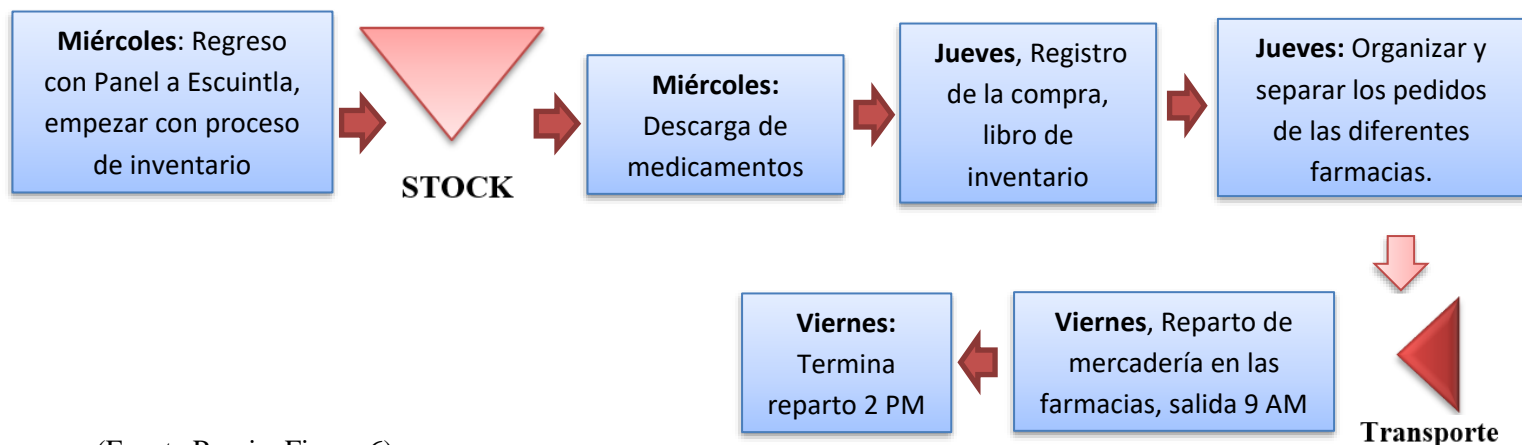 Miércoles: Regreso
con Panel a Escuintla,
empezar con proceso
de inventario
STOCK
Miércoles:
Descarga de
medicamentos
Jueves, Registro
de la compra,
libro de
inventario
Jueves: Organizar y
separar los pedidos
de las diferentes
farmacias.
Transporte
Viernes, Reparto de
mercadería en las
farmacias, salida 9 AM
Viernes:
Termina
reparto 2 PM